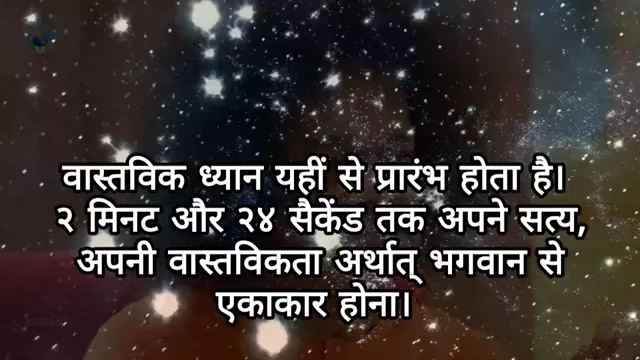 वास्तविक ध्यान यहीं से प्रारंभ होता है।
२ मिनट और २४ सैकेंड तक अपने सत्य,
अपनी वास्तविकता अर्थात् भगवान से
एकाकार होना।